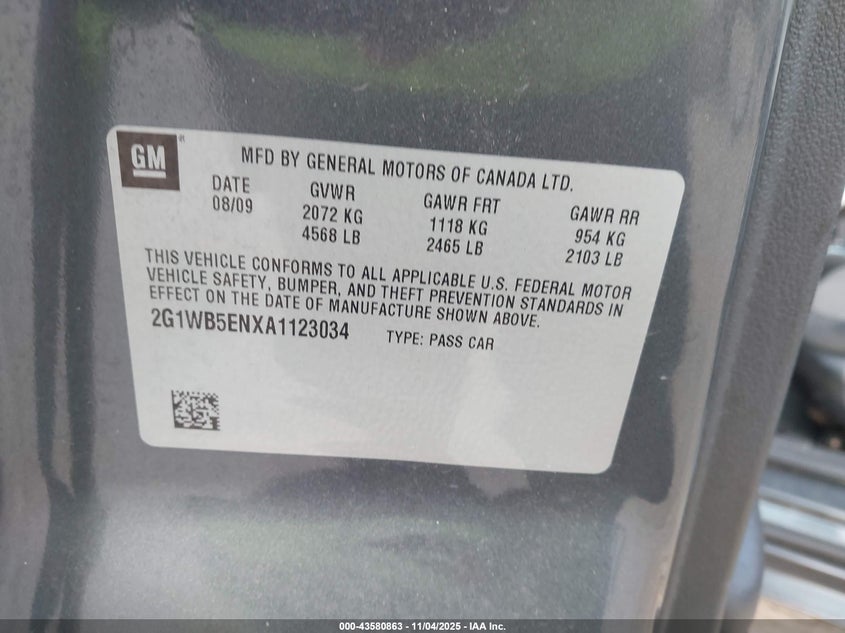 GM
MFD BY GENERAL MOTORS OF CANADA LTD.
DATE GVWR GAWR FRT GAWR RR
08/09 2072 KG 1118 KG 954 KG
4568 LB 2465 LB 2103 LB
THIS VEHICLE CONFORMS TO ALL APPLICABLE U.S. FEDERAL MOTOR
VEHICLE SAFETY, BUMPER, AND THEFT PREVENTION STANDARDS IN
EFFECT ON THE DATE OF MANUFACTURE SHOWN ABOVE.
2G1WB5ENXA1123034 TYPE: PASS CAR
000-43580863 - 11/04/2025 - IAA Inc.